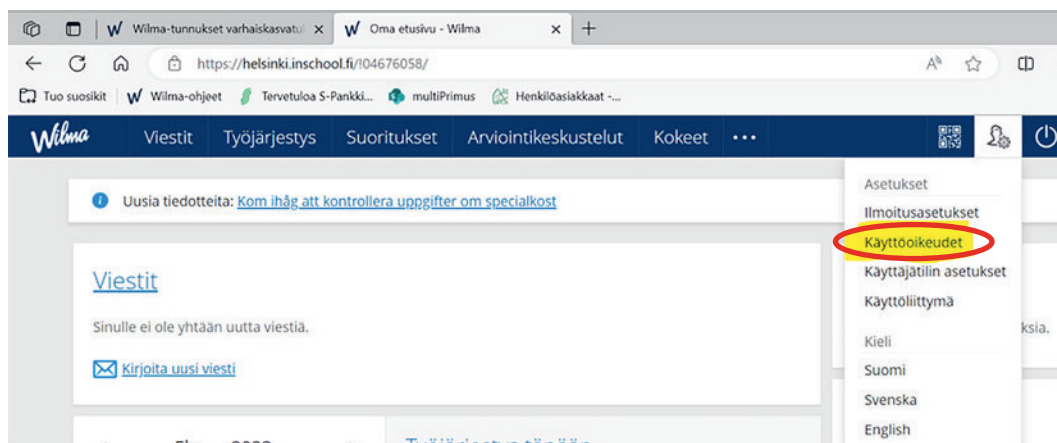 Wilma-tunnukset varhaiskasvatu
Oma etusivu - Wilma
https://helsinki.inschool.fi/!04676058/
Tuo suosikit
Wilma-ohjeet
Tervetuloa S-Pankki...
multiPrimus
Henkilöasiakkaat -...
Wilma
Viestit
Työjärjestys
Suoritukset
Arviointikeskustelut
Kokeet
Uusia tiedotteita: Kom ihåg att kontrollera uppgifter om specialkost
Viestit
Sinulle ei ole yhtään uutta viestiä.
Kirjoita uusi viesti
Asetukset
Ilmoitusasetukset
Käyttöoikeudet
Käyttäjätilin asetukset
Käyttöliittymä
Kieli
Suomi
Svenska
English
ksia.